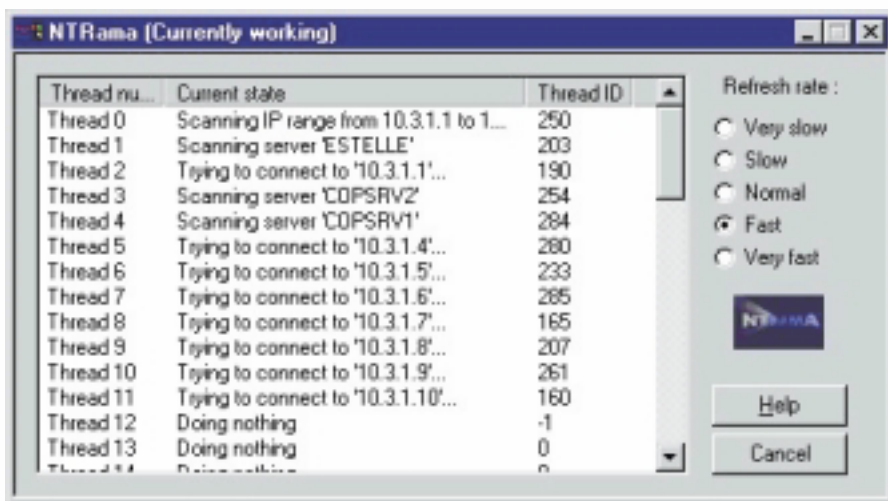 NTRama (Currently working)
Thread nu... Current state Thread ID
Thread 0 Scanning IP range from 10.3.1.1 to 1... 250
Thread 1 Scanning server 'ESTELLE' 203
Thread 2 Trying to connect to '10.3.1.1'... 190
Thread 3 Scanning server 'COPSRV2' 254
Thread 4 Scanning server 'COPSRV1' 284
Thread 5 Trying to connect to '10.3.1.4'... 280
Thread 6 Trying to connect to '10.3.1.5'... 233
Thread 7 Trying to connect to '10.3.1.6'... 285
Thread 8 Trying to connect to '10.3.1.7'... 165
Thread 9 Trying to connect to '10.3.1.8'... 207
Thread 10 Trying to connect to '10.3.1.9'... 261
Thread 11 Trying to connect to '10.3.1.10'... 160
Thread 12 Doing nothing -1
Thread 13 Doing nothing 0
Thread 14 Doing nothing 0
Refresh rate :
Very slow
Slow
Normal
Fast
Very fast
NTRAMA
Help
Cancel